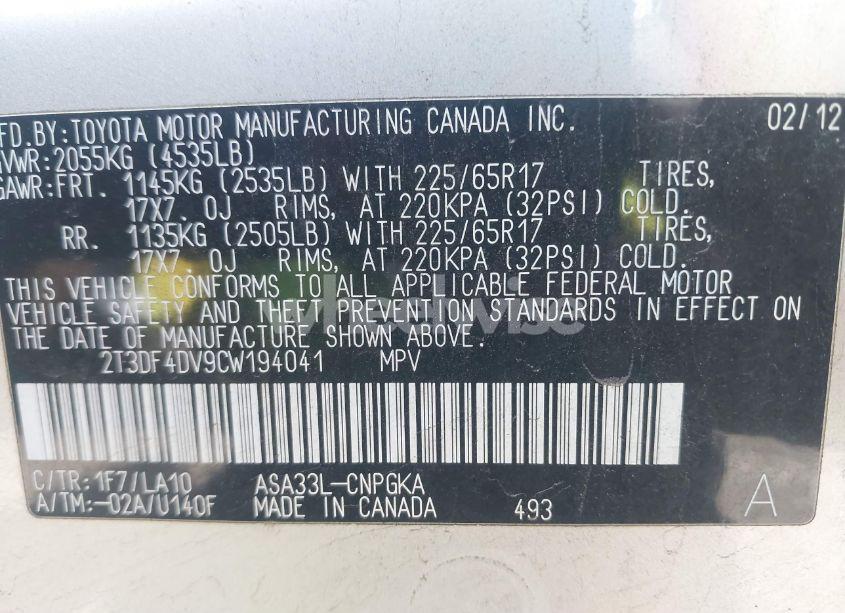 MFD.BY:TOYOTA MOTOR MANUFACTURING CANADA INC. 02/12
GVWR:2055KG (4535LB)
GAWR:FRT. 1145KG (2535LB) WITH 225/65R17 TIRES,
17X7.0J RIMS, AT 220KPA (32PSI) COLD.
RR. 1135KG (2505LB) WITH 225/65R17 TIRES,
17X7.0J RIMS, AT 220KPA (32PSI) COLD.
THIS VEHICLE CONFORMS TO ALL APPLICABLE FEDERAL MOTOR
VEHICLE SAFETY AND THEFT PREVENTION STANDARDS IN EFFECT ON
THE DATE OF MANUFACTURE SHOWN ABOVE.
2T3DF4DV9CW194041 MPV
C/TR:1F7/LA10 ASA33L-CNPGKA
A/TM:-02A/U140F MADE IN CANADA 493 A